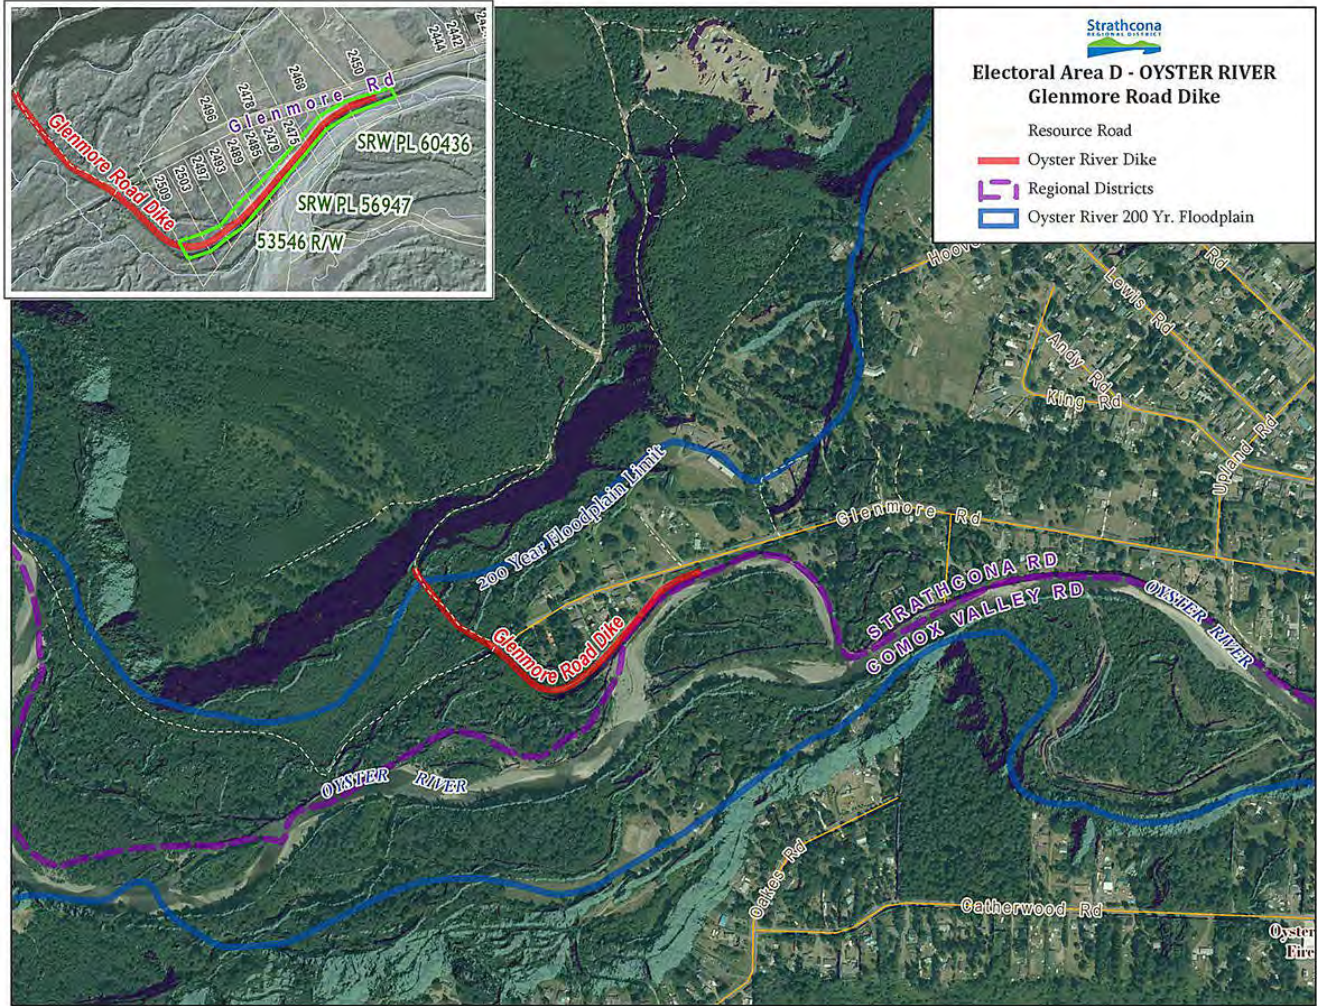 Strathcona
REGIONAL DISTRICT
Electoral Area D - OYSTER RIVER
Glenmore Road Dike
Resource Road
Oyster River Dike
Regional Districts
Oyster River 200 Yr. Floodplain
2442
2444
2450
2468
2478
2496
Glenmore Rd
2475
2479
2485
2489
2493
2497
2503
2509
Glenmore Road Dike
SRW PL 60436
SRW PL 56947
53546 R/W
Rd
Lewis Rd
Andy Rd
King Rd
Upland Rd
200 Year Floodplain Limit
Glenmore Rd
Glenmore Road Dike
STRATHCONA RD
COMOX VALLEY RD
OYSTER RIVER
OYSTER RIVER
Oakes Rd
Catherwood Rd
Oyster
Fire